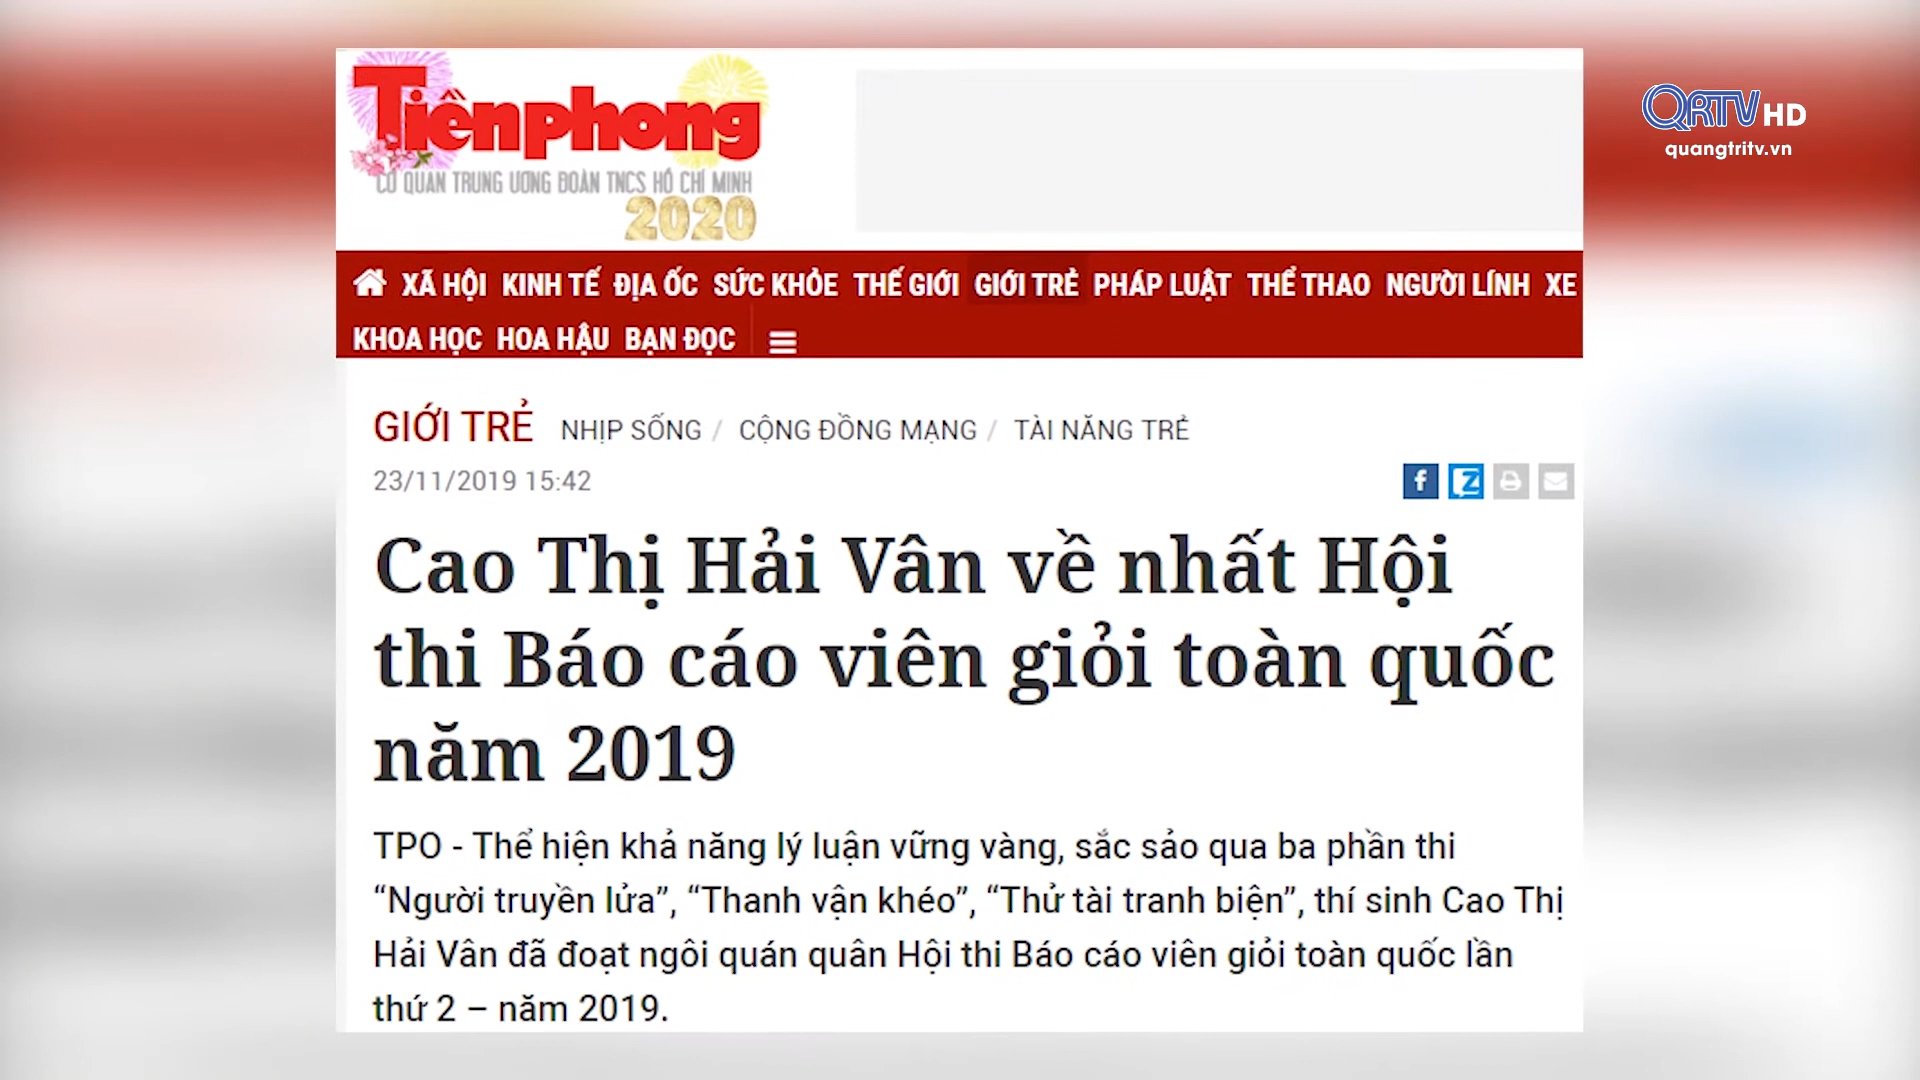 Tiền phong
CƠ QUAN TRUNG ƯƠNG ĐOÀN TNCS HỒ CHÍ MINH
2020
QRTV HD
quangtritv.vn
XÃ HỘI KINH TẾ ĐỊA ỐC SỨC KHỎE THẾ GIỚI GIỚI TRẺ PHÁP LUẬT THỂ THAO NGƯỜI LÍNH XE
KHOA HỌC HOA HẬU BẠN ĐỌC
GIỚI TRẺ NHỊP SỐNG / CỘNG ĐỒNG MẠNG / TÀI NĂNG TRẺ
23/11/2019 15:42
Cao Thị Hải Vân về nhất Hội
thi Báo cáo viên giỏi toàn quốc
năm 2019
TPO - Thể hiện khả năng lý luận vững vàng, sắc sảo qua ba phần thi
“Người truyền lửa”, “Thanh vận khéo”, “Thử tài tranh biện”, thí sinh Cao Thị
Hải Vân đã đoạt ngôi quán quân Hội thi Báo cáo viên giỏi toàn quốc lần
thứ 2 – năm 2019.